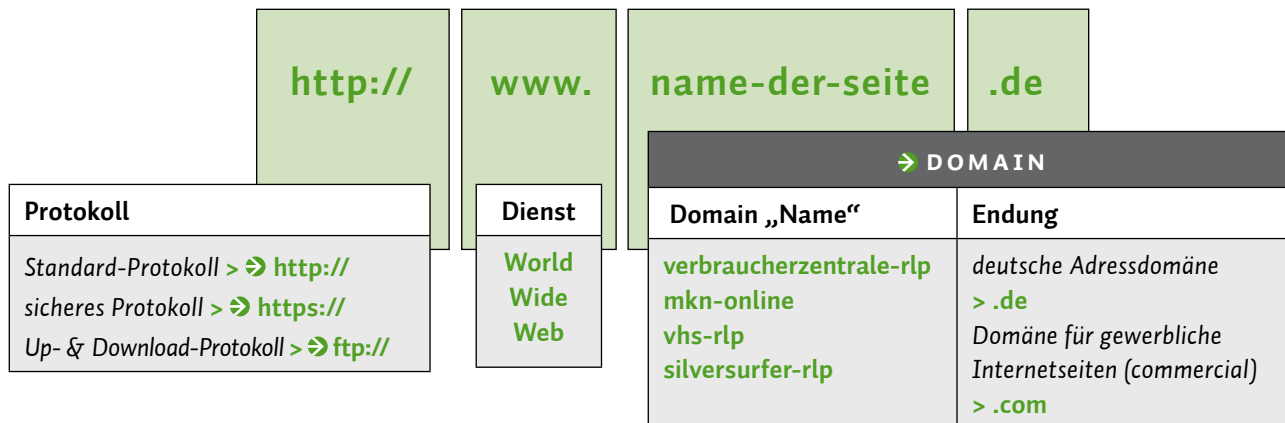 http:// www. name-der-seite .de
DOMAIN
Protokoll
Standard-Protokoll > http://
sicheres Protokoll > https://
Up- & Download-Protokoll > ftp://
Dienst
World
Wide
Web
Domain „Name“
verbraucherzentrale-rlp
mkn-online
vhs-rlp
silversurfer-rlp
Endung
deutsche Adressdomäne
> .de
Domäne für gewerbliche
Internetseiten (commercial)
> .com